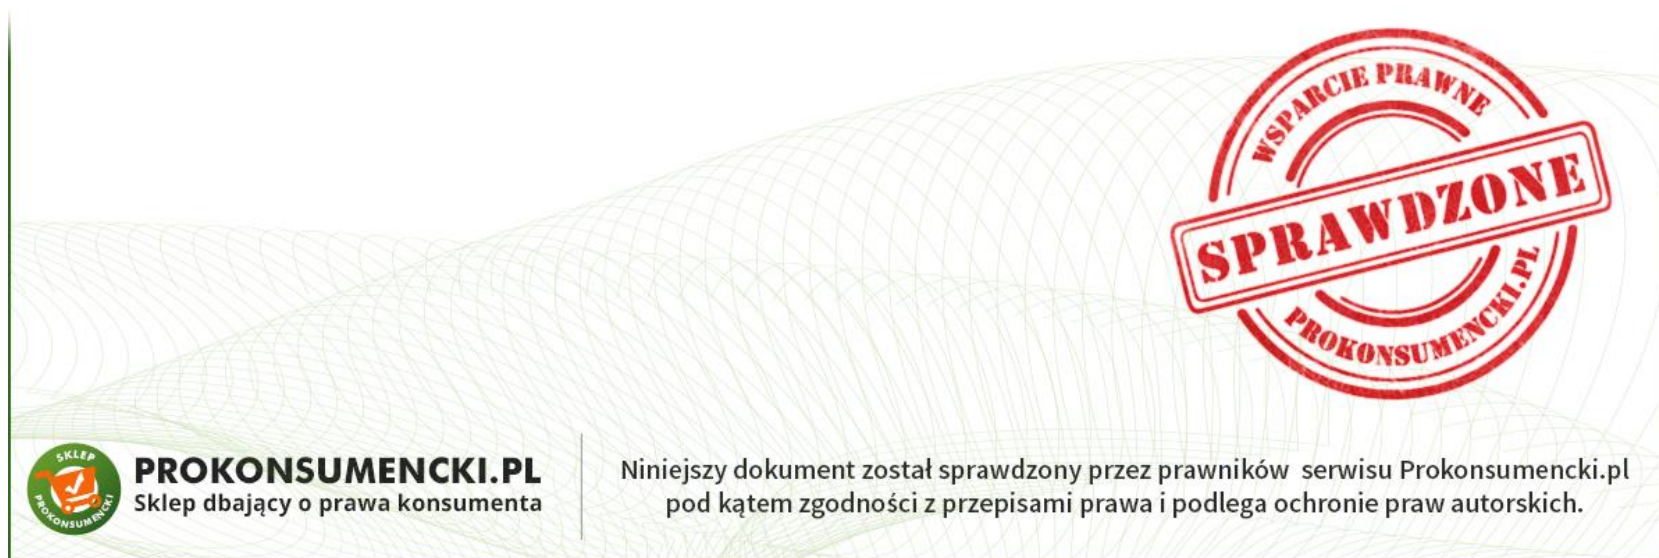 WSPARCIE PRAWNE
SPRAWDZONE
PROKONSUMENCKI.PL
SKLEP
PROKONSUMENCKI
PROKONSUMENCKI.PL
Sklep dbający o prawa konsumenta
Niniejszy dokument został sprawdzony przez prawników serwisu Prokonsumencki.pl
pod kątem zgodności z przepisami prawa i podlega ochronie praw autorskich.